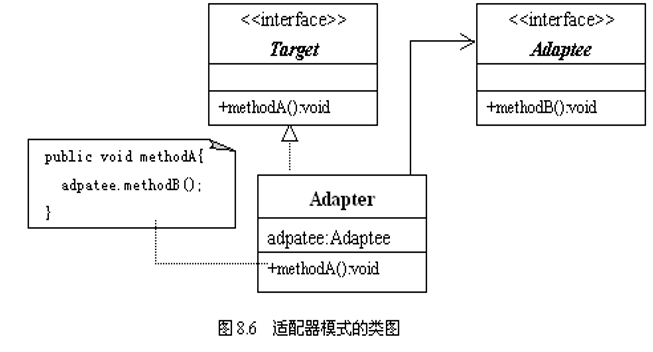 <<interface>>
Target
+methodA():void
<<interface>>
Adaptee
+methodB():void
public void methodA{
adpatee.methodB();
}
Adapter
adpatee:Adaptee
+methodA():void
图 8.6 适配器模式的类图